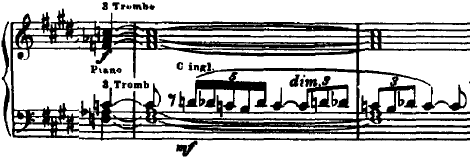 3 Trombe
f
Piano
C ingl.
5
dim.
3
3
3 Tromb
mf